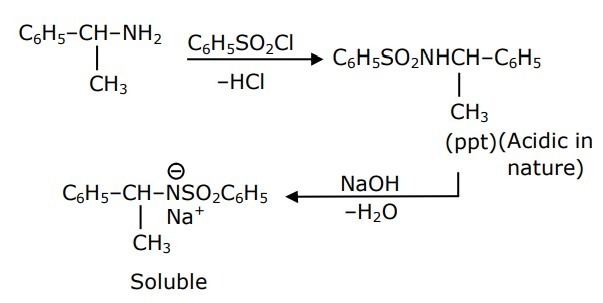 C₆H₅–CH–NH₂
CH₃
C₆H₅SO₂Cl
–HCl
C₆H₅SO₂NHCH–C₆H₅
CH₃
(ppt)(Acidic in
nature)
NaOH
–H₂O
⊖
C₆H₅–CH–NSO₂C₆H₅
Na⁺
CH₃
Soluble